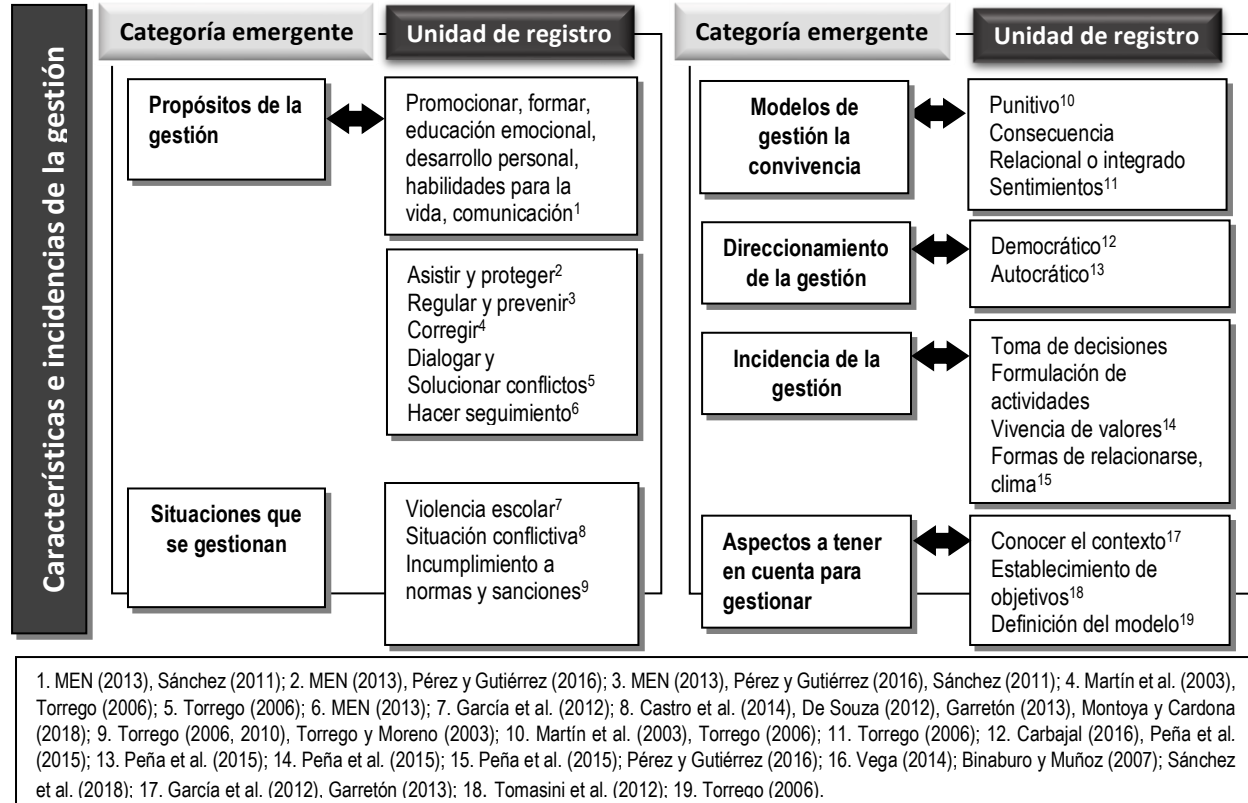 Características e incidencias de la gestión
Categoría emergente
Unidad de registro
Propósitos de la
gestión
Promocionar, formar,
educación emocional,
desarrollo personal,
habilidades para la
vida, comunicación¹
Asistir y proteger²
Regular y prevenir³
Corregir⁴
Dialogar y
Solucionar conflictos⁵
Hacer seguimiento⁶
Situaciones que
se gestionan
Violencia escolar⁷
Situación conflictiva⁸
Incumplimiento a
normas y sanciones⁹
Categoría emergente
Unidad de registro
Modelos de
gestión la
convivencia
Punitivo¹⁰
Consecuencia
Relacional o integrado
Sentimientos¹¹
Direccionamiento
de la gestión
Democrático¹²
Autocrático¹³
Incidencia de la
gestión
Toma de decisiones
Formulación de
actividades
Vivencia de valores¹⁴
Formas de relacionarse,
clima¹⁵
Aspectos a tener
en cuenta para
gestionar
Conocer el contexto¹⁷
Establecimiento de
objetivos¹⁸
Definición del modelo¹⁹
1. MEN (2013), Sánchez (2011); 2. MEN (2013), Pérez y Gutiérrez (2016); 3. MEN (2013), Pérez y Gutiérrez (2016), Sánchez (2011); 4. Martín et al. (2003),
Torrego (2006); 5. Torrego (2006); 6. MEN (2013); 7. García et al. (2012); 8. Castro et al. (2014), De Souza (2012), Garretón (2013), Montoya y Cardona
(2018); 9. Torrego (2006, 2010), Torrego y Moreno (2003); 10. Martín et al. (2003), Torrego (2006); 11. Torrego (2006); 12. Carbajal (2016), Peña et al.
(2015); 13. Peña et al. (2015); 14. Peña et al. (2015); 15. Peña et al. (2015); Pérez y Gutiérrez (2016); 16. Vega (2014); Binaburo y Muñoz (2007); Sánchez
et al. (2018); 17. García et al. (2012), Garretón (2013); 18. Tomasini et al. (2012); 19. Torrego (2006).